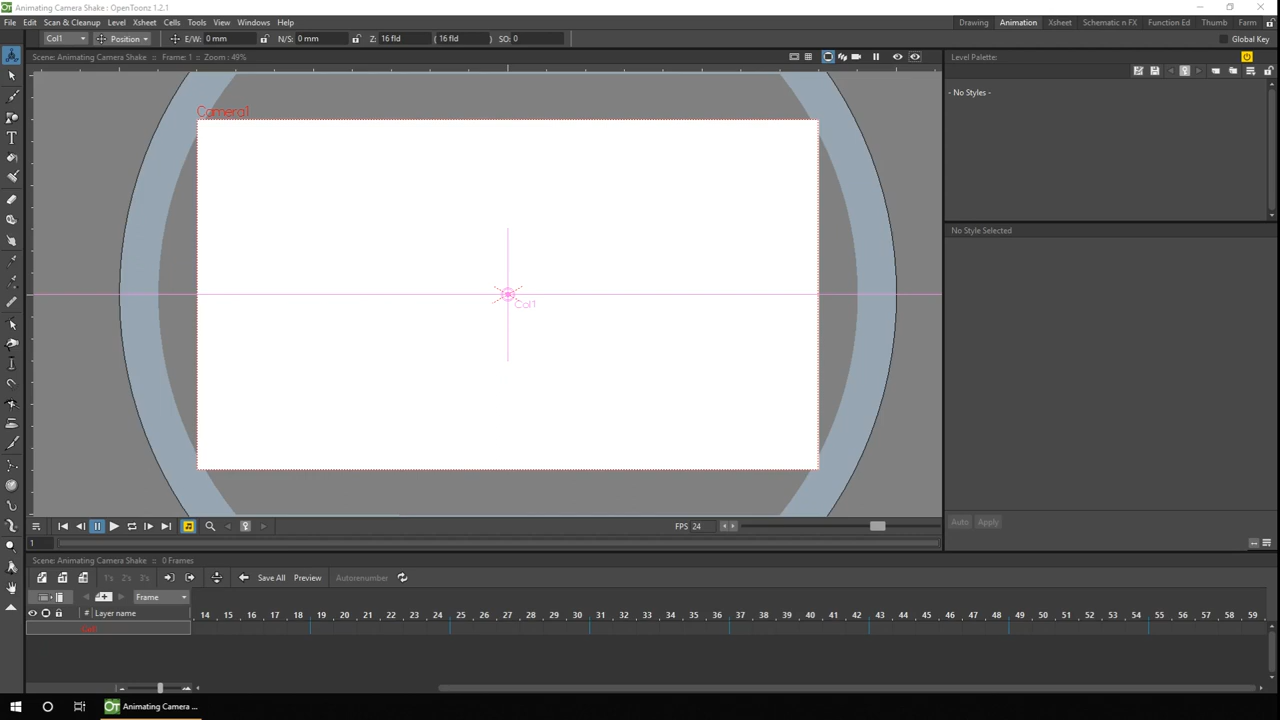 Animating Camera Shake : OpenToonz 1.2.1
File Edit Scan & Cleanup Level Xsheet Cells Tools View Windows Help
Drawing Animation Xsheet Schematic n FX Function Ed Thumb Farm
Col1 Position E/W: 0 mm N/S: 0 mm Z: 16 fld ( 16 fld ) SO: 0 Global Key
Scene: Animating Camera Shake :: Frame: 1 :: Zoom : 49%
Level Palette:
- No Styles -
Camera1
No Style Selected
Col1
FPS 24
Auto Apply
1
Scene: Animating Camera Shake :: 0 Frames
1's 2's 3's Save All Preview Autorenumber
Frame
# Layer name 14 15 16 17 18 19 20 21 22 23 24 25 26 27 28 29 30 31 32 33 34 35 36 37 38 39 40 41 42 43 44 45 46 47 48 49 50 51 52 53 54 55 56 57 58 59
Animating Camera ...